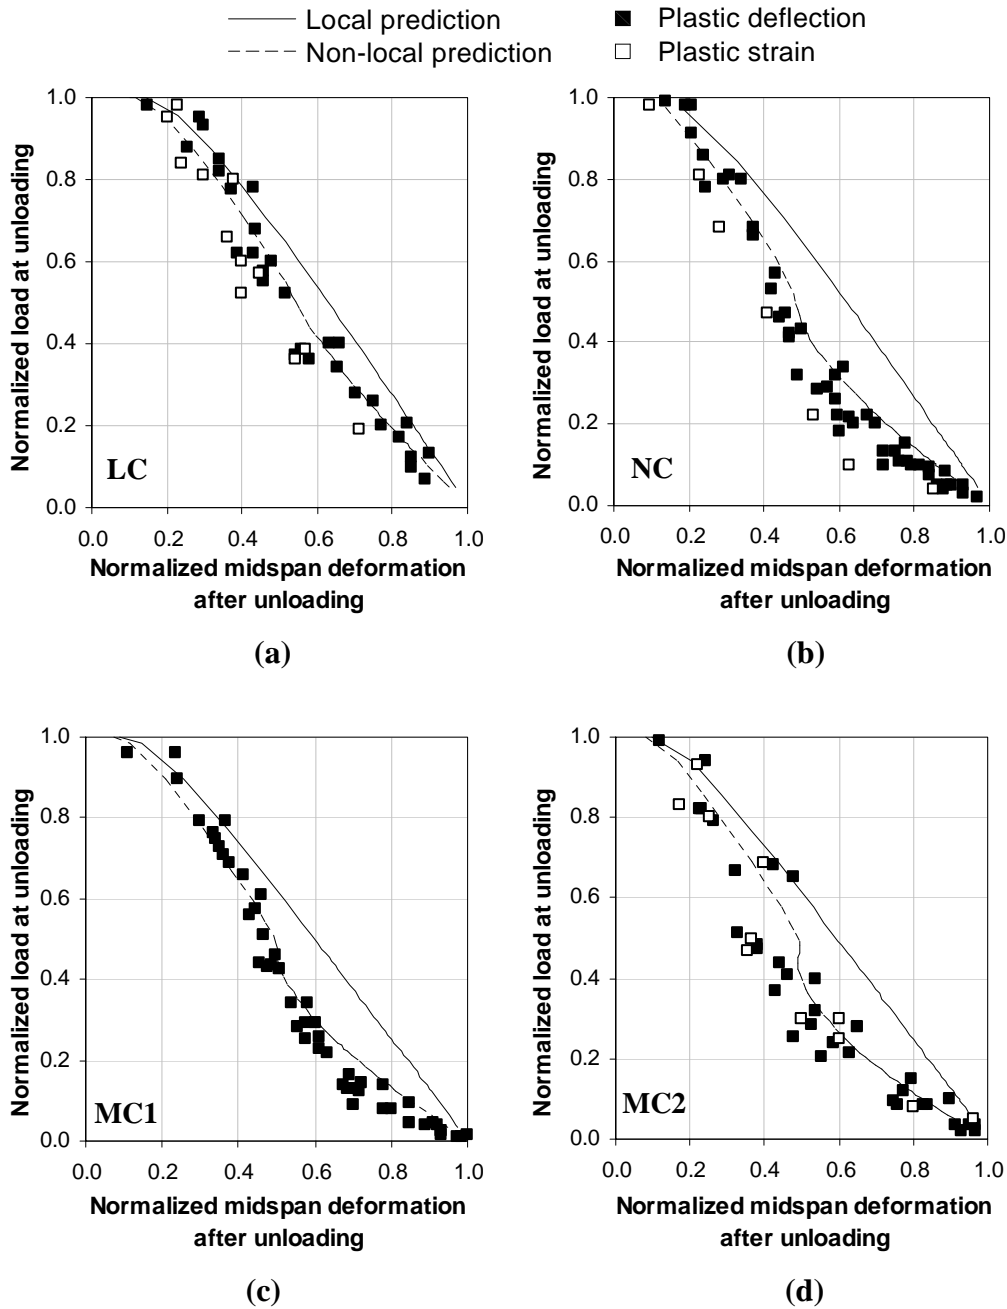 Local prediction
Plastic deflection
Non-local prediction
Plastic strain
1.0
0.8
0.6
0.4
0.2
0.0
Normalized load at unloading
LC
0.0 0.2 0.4 0.6 0.8 1.0
Normalized midspan deformation
after unloading
(a)
1.0
0.8
0.6
0.4
0.2
0.0
Normalized load at unloading
NC
0.0 0.2 0.4 0.6 0.8 1.0
Normalized midspan deformation
after unloading
(b)
1.0
0.8
0.6
0.4
0.2
0.0
Normalized load at unloading
MC1
0.0 0.2 0.4 0.6 0.8 1.0
Normalized midspan deformation
after unloading
(c)
1.0
0.8
0.6
0.4
0.2
0.0
Normalized load at unloading
MC2
0.0 0.2 0.4 0.6 0.8 1.0
Normalized midspan deformation
after unloading
(d)